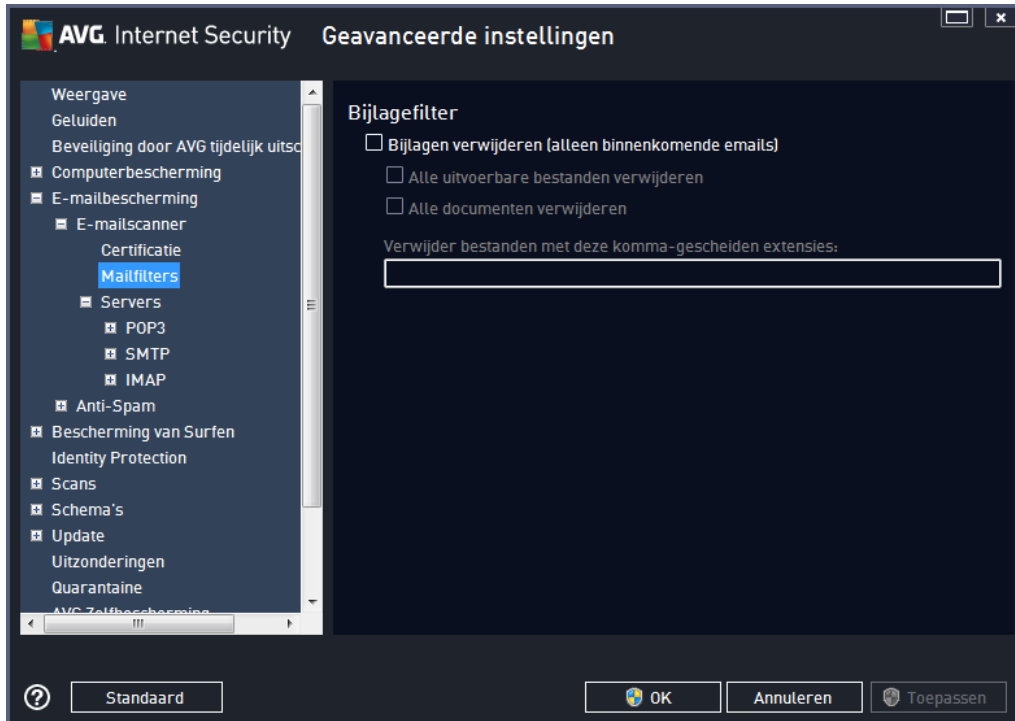 AVG. Internet Security Geavanceerde instellingen
Weergave
Geluiden
Beveiliging door AVG tijdelijk uitsc
Computerbescherming
E-mailbescherming
E-mailscanner
Certificatie
Mailfilters
Servers
POP3
SMTP
IMAP
Anti-Spam
Bescherming van Surfen
Identity Protection
Scans
Schema's
Update
Uitzonderingen
Quarantaine
AVG Zelfbescherming
Bijlagefilter
Bijlagen verwijderen (alleen binnenkomende emails)
Alle uitvoerbare bestanden verwijderen
Alle documenten verwijderen
Verwijder bestanden met deze komma-gescheiden extensies:
? Standaard OK Annuleren Toepassen